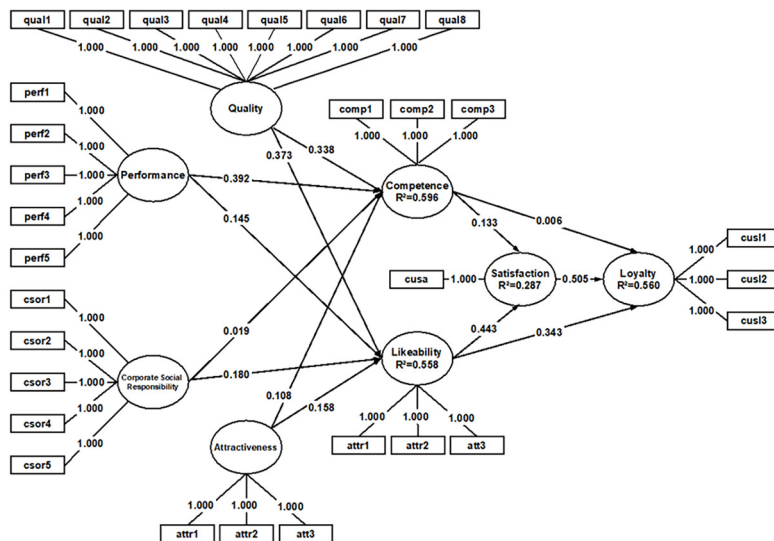 qual1 qual2 qual3 qual4 qual5 qual6 qual7 qual8
1.000 1.000 1.000 1.000 1.000 1.000 1.000 1.000
Quality
perf1
perf2
perf3
perf4
perf5
1.000
1.000
1.000
1.000
1.000
Performance
comp1 comp2 comp3
1.000 1.000 1.000
0.338
0.373
0.392
0.145
Competence
R²=0.596
0.133
0.006
cusa
1.000
Satisfaction
R²=0.287
0.505
Loyalty
R²=0.560
1.000
1.000
1.000
cusl1
cusl2
cusl3
csor1
csor2
csor3
csor4
csor5
1.000
1.000
1.000
1.000
1.000
Corporate Social
Responsibility
0.019
0.180
0.108
0.158
Likeability
R²=0.558
0.443
0.343
1.000 1.000 1.000
attr1 attr2 att3
Attractiveness
1.000 1.000 1.000
attr1 attr2 att3